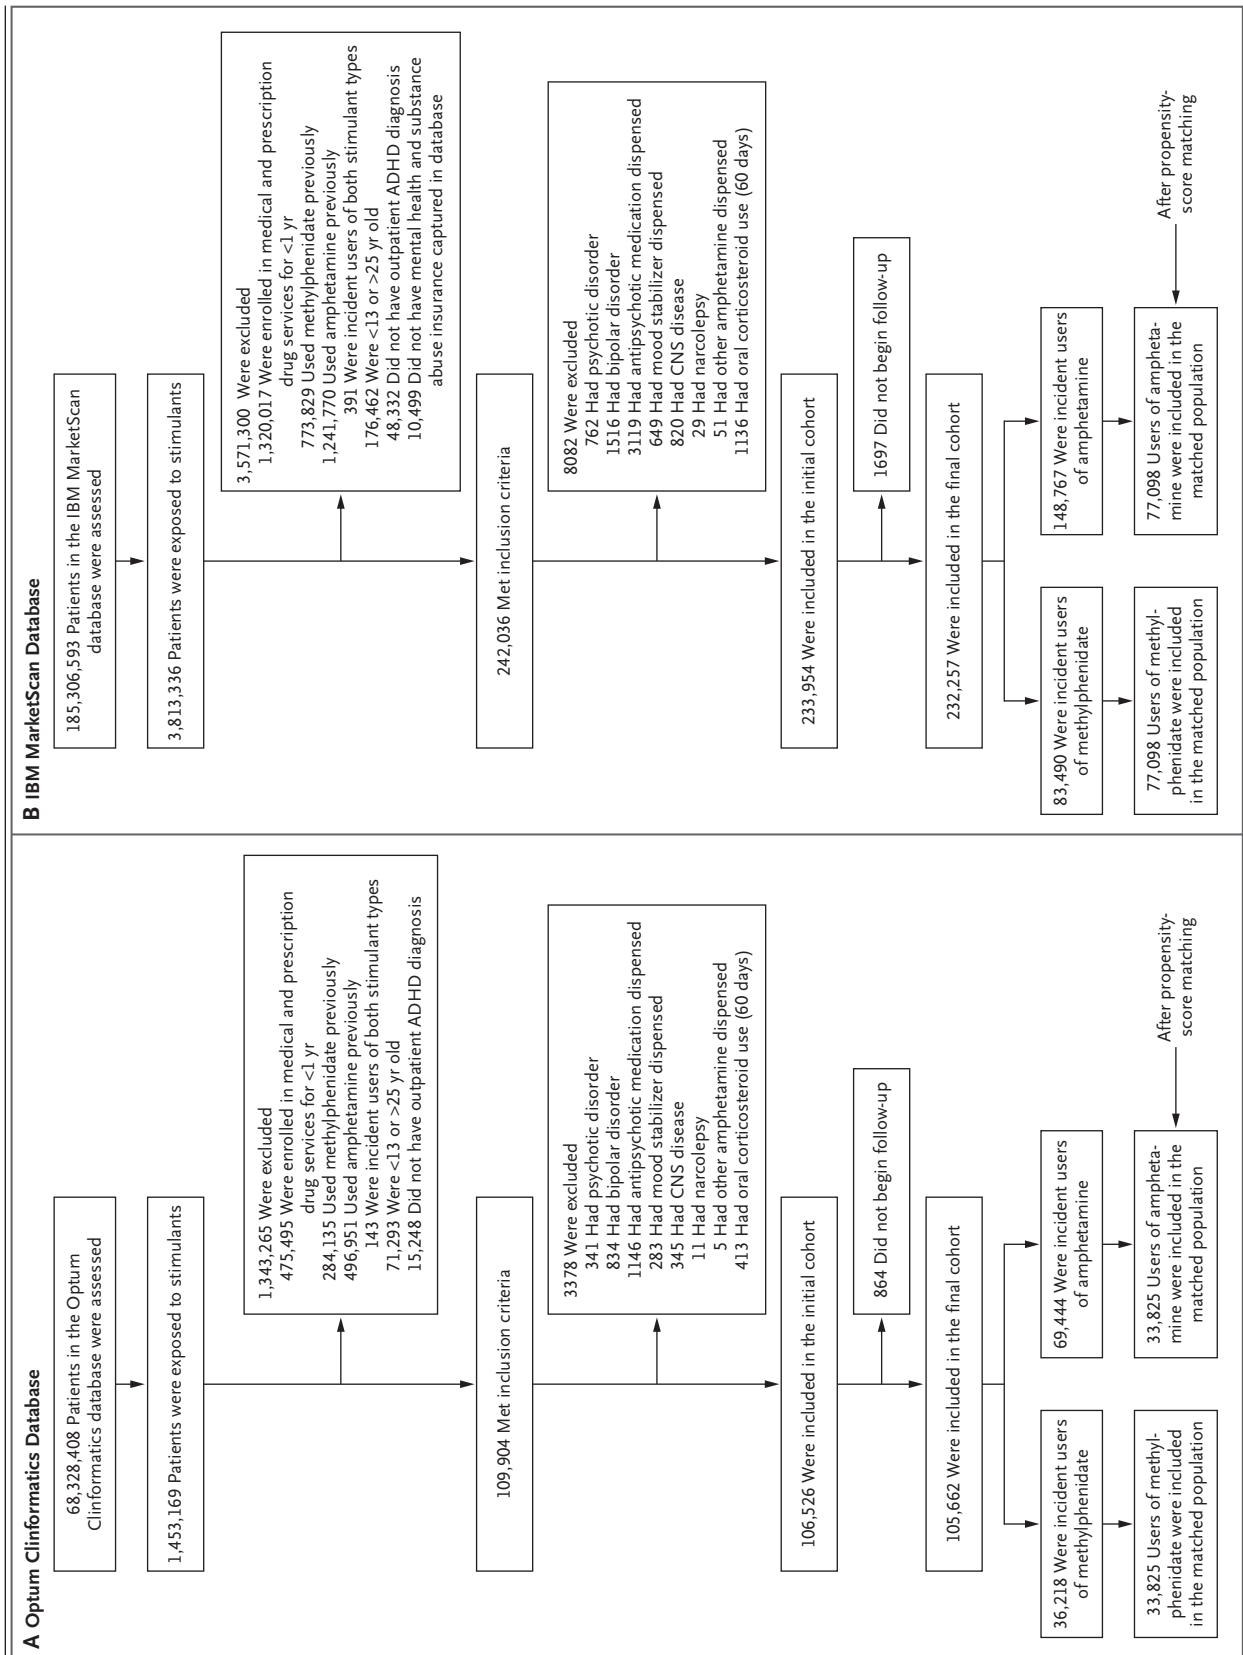 A Optum Clinformatics Database
68,328,408 Patients in the Optum
Clinformatics database were assessed
1,453,169 Patients were exposed to stimulants
1,343,265 Were excluded
475,495 Were enrolled in medical and prescription
drug services for <1 yr
284,135 Used methylphenidate previously
496,951 Used amphetamine previously
143 Were incident users of both stimulant types
71,293 Were <13 or >25 yr old
15,248 Did not have outpatient ADHD diagnosis
109,904 Met inclusion criteria
3378 Were excluded
341 Had psychotic disorder
834 Had bipolar disorder
1146 Had antipsychotic medication dispensed
283 Had mood stabilizer dispensed
345 Had CNS disease
11 Had narcolepsy
5 Had other amphetamine dispensed
413 Had oral corticosteroid use (60 days)
106,526 Were included in the initial cohort
864 Did not begin follow-up
105,662 Were included in the final cohort
36,218 Were incident users
of methylphenidate
69,444 Were incident users
of amphetamine
33,825 Users of methyl-
phenidate were included
in the matched population
33,825 Users of ampheta-
mine were included in the
matched population
After propensity-
score matching
B IBM MarketScan Database
185,306,593 Patients in the IBM MarketScan
database were assessed
3,813,336 Patients were exposed to stimulants
3,571,300 Were excluded
1,320,017 Were enrolled in medical and prescription
drug services for <1 yr
773,829 Used methylphenidate previously
1,241,770 Used amphetamine previously
391 Were incident users of both stimulant types
176,462 Were <13 or >25 yr old
48,332 Did not have outpatient ADHD diagnosis
10,499 Did not have mental health and substance
abuse insurance captured in database
242,036 Met inclusion criteria
8082 Were excluded
762 Had psychotic disorder
1516 Had bipolar disorder
3119 Had antipsychotic medication dispensed
649 Had mood stabilizer dispensed
820 Had CNS disease
29 Had narcolepsy
51 Had other amphetamine dispensed
1136 Had oral corticosteroid use (60 days)
233,954 Were included in the initial cohort
1697 Did not begin follow-up
232,257 Were included in the final cohort
83,490 Were incident users
of methylphenidate
148,767 Were incident users
of amphetamine
77,098 Users of methyl-
phenidate were included
in the matched population
77,098 Users of ampheta-
mine were included in the
matched population
After propensity-
score matching